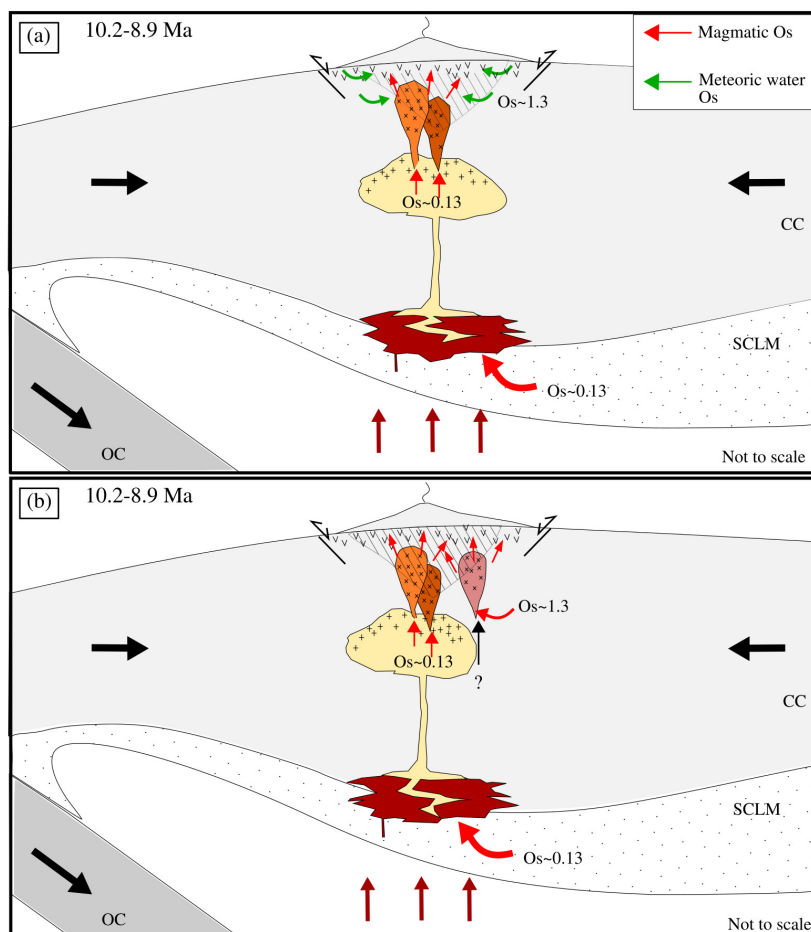 (a)
10.2-8.9 Ma
Magmatic Os
Meteoric water
Os
Os~1.3
Os~0.13
CC
SCLM
Os~0.13
OC
Not to scale
(b)
10.2-8.9 Ma
Os~1.3
Os~0.13
?
CC
SCLM
Os~0.13
OC
Not to scale